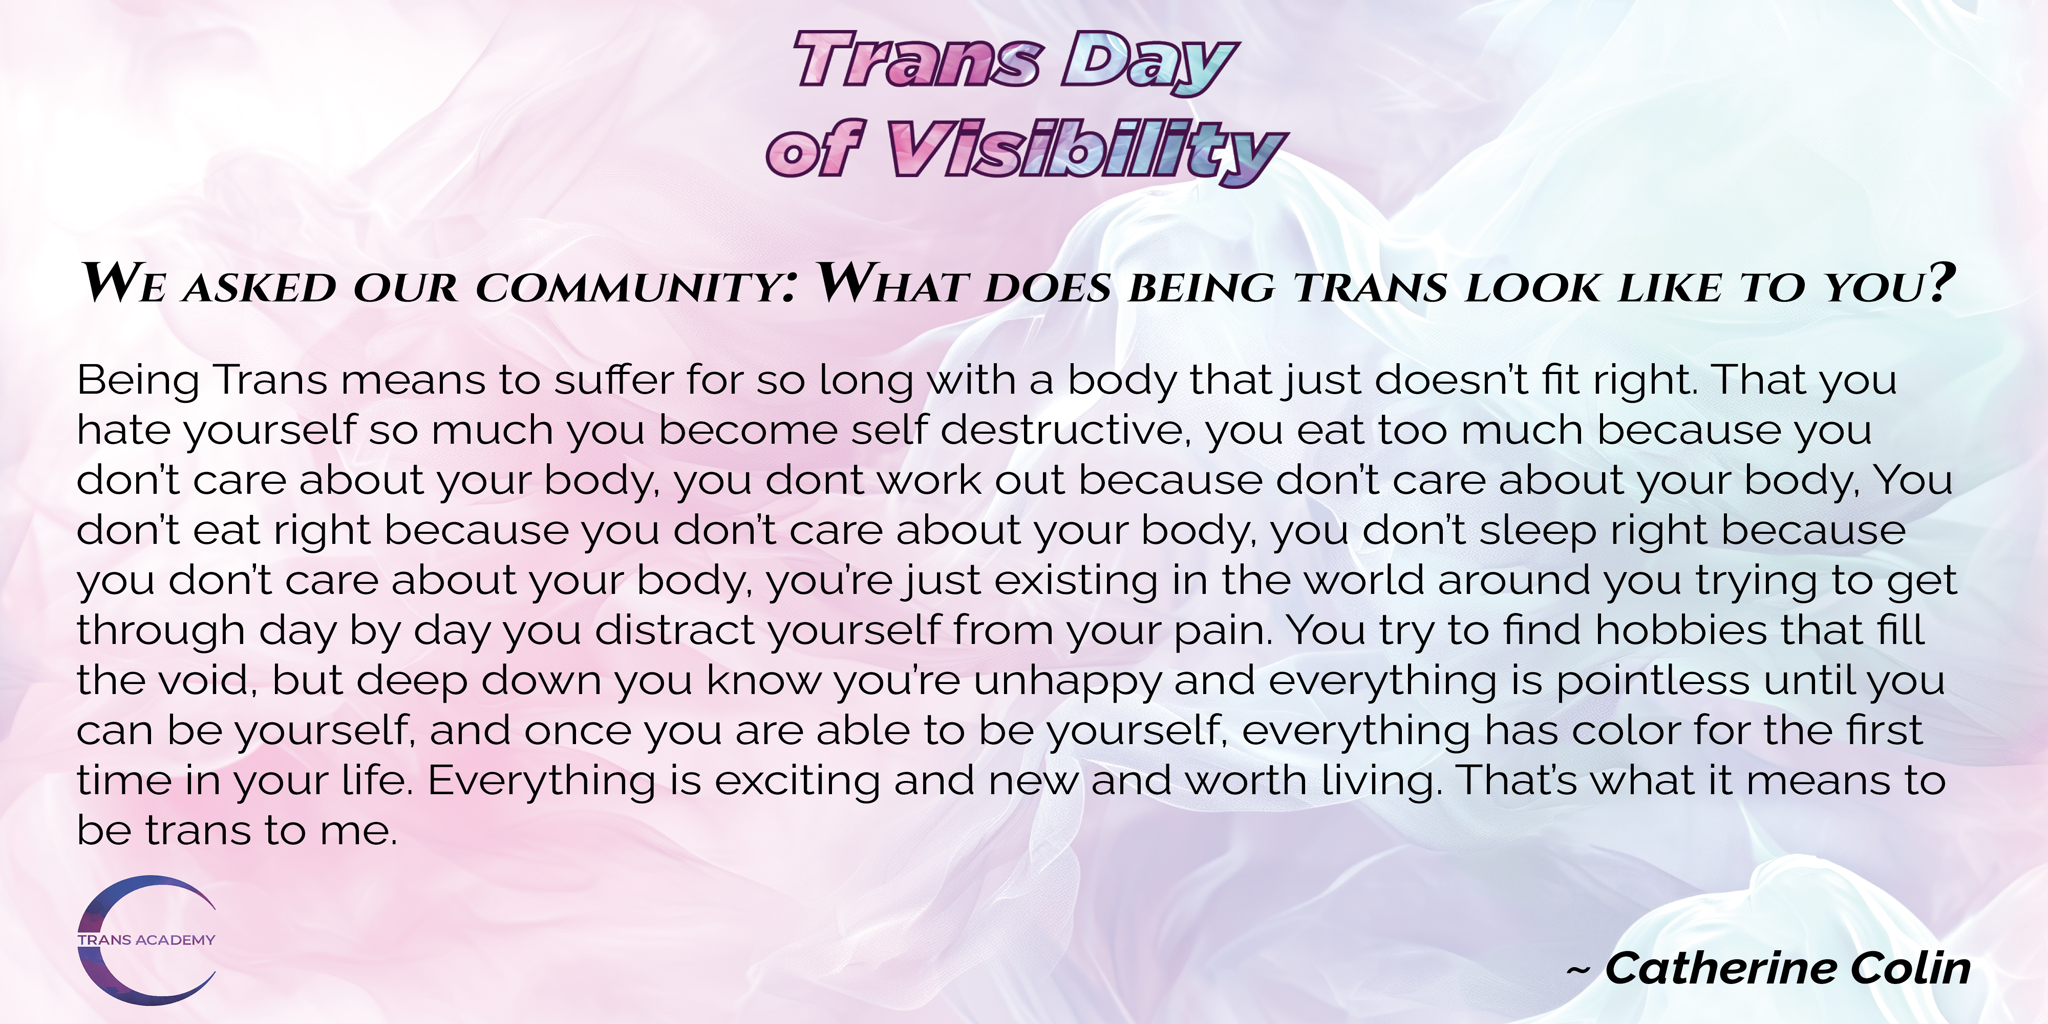 Trans Day
of Visibility
We asked our community: What does being trans look like to you?
Being Trans means to suffer for so long with a body that just doesn't fit right. That you
hate yourself so much you become self destructive, you eat too much because you
don't care about your body, you dont work out because don't care about your body, You
don't eat right because you don't care about your body, you don't sleep right because
you don't care about your body, you're just existing in the world around you trying to get
through day by day you distract yourself from your pain. You try to find hobbies that fill
the void, but deep down you know you're unhappy and everything is pointless until you
can be yourself, and once you are able to be yourself, everything has color for the first
time in your life. Everything is exciting and new and worth living. That's what it means to
be trans to me.
TRANS ACADEMY
~ Catherine Colin